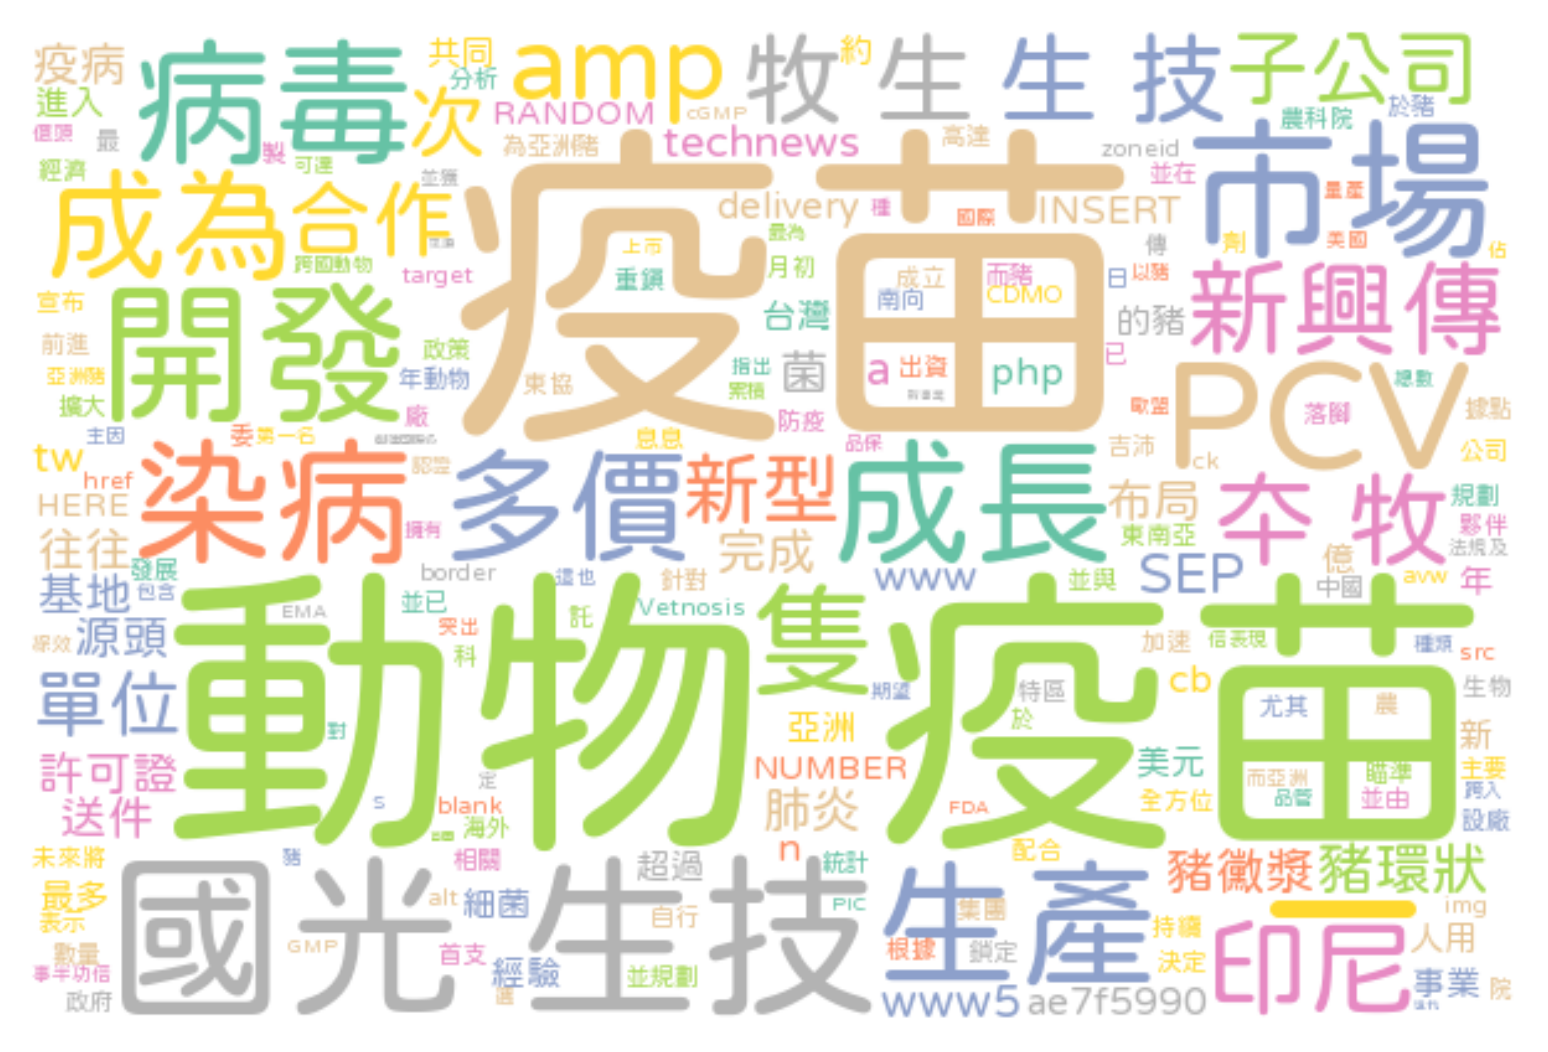 疫病
共同
amp
牧
約
生
生
技
子公司
病毒
分析
進入
次
RANDOM
cGMP
於豬
農科院
億頭
最
製
可達
為亞洲豬
technews
高達
zoneid
市場
經濟
並獲
疫苗
並在
量產
成為
合作
delivery
種
國際
INSERT
跨國動物
上市
最為
傳
劑
美國
佔
target
重鎮
月初
成立
而豬
日
以豬
新興傳
宣布
開發
南向
CDMO
台灣
的豬
前進
政策
指出
菌
a
出資
php
已
PCV
總數
亞洲豬
年動物
東協
累積
擴大
廠
防疫
歐盟
落腳
據點
主因
委
第一名
息息
品保
吉沛
ck
公司
tw
href
染病
認證
多價
新型
成長
布局
本
牧
規劃
HERE
擁有
東南亞
夥伴
往往
完成
法規及
發展
border
這也
針對
www
並與
SEP
億
中國
avw
年
基地
包含
EMA
並已
託
Vetnosis
隻
動物
疫苗
源頭
突出
科
加速
信表現
種類
src
單位
期望
特區
於
cb
尤其
農
生物
對
亞洲
新
許可證
定
NUMBER
美元
而亞洲
瞄準
主要
送件
s
blank
海外
肺炎
FDA
全方位
品管
並由
跨入
設廠
未來將
豬
相關
n
統計
配合
豬黴漿
豬環狀
國光
生技
超過
生產
最多
alt
細菌
自行
PIC
集團
持續
一
img
表示
數量
GMP
首支
根據
鎖定
印尼
人用
事半功倍
經驗
並規劃
決定
政府
www5
ae7f5990
事業
院